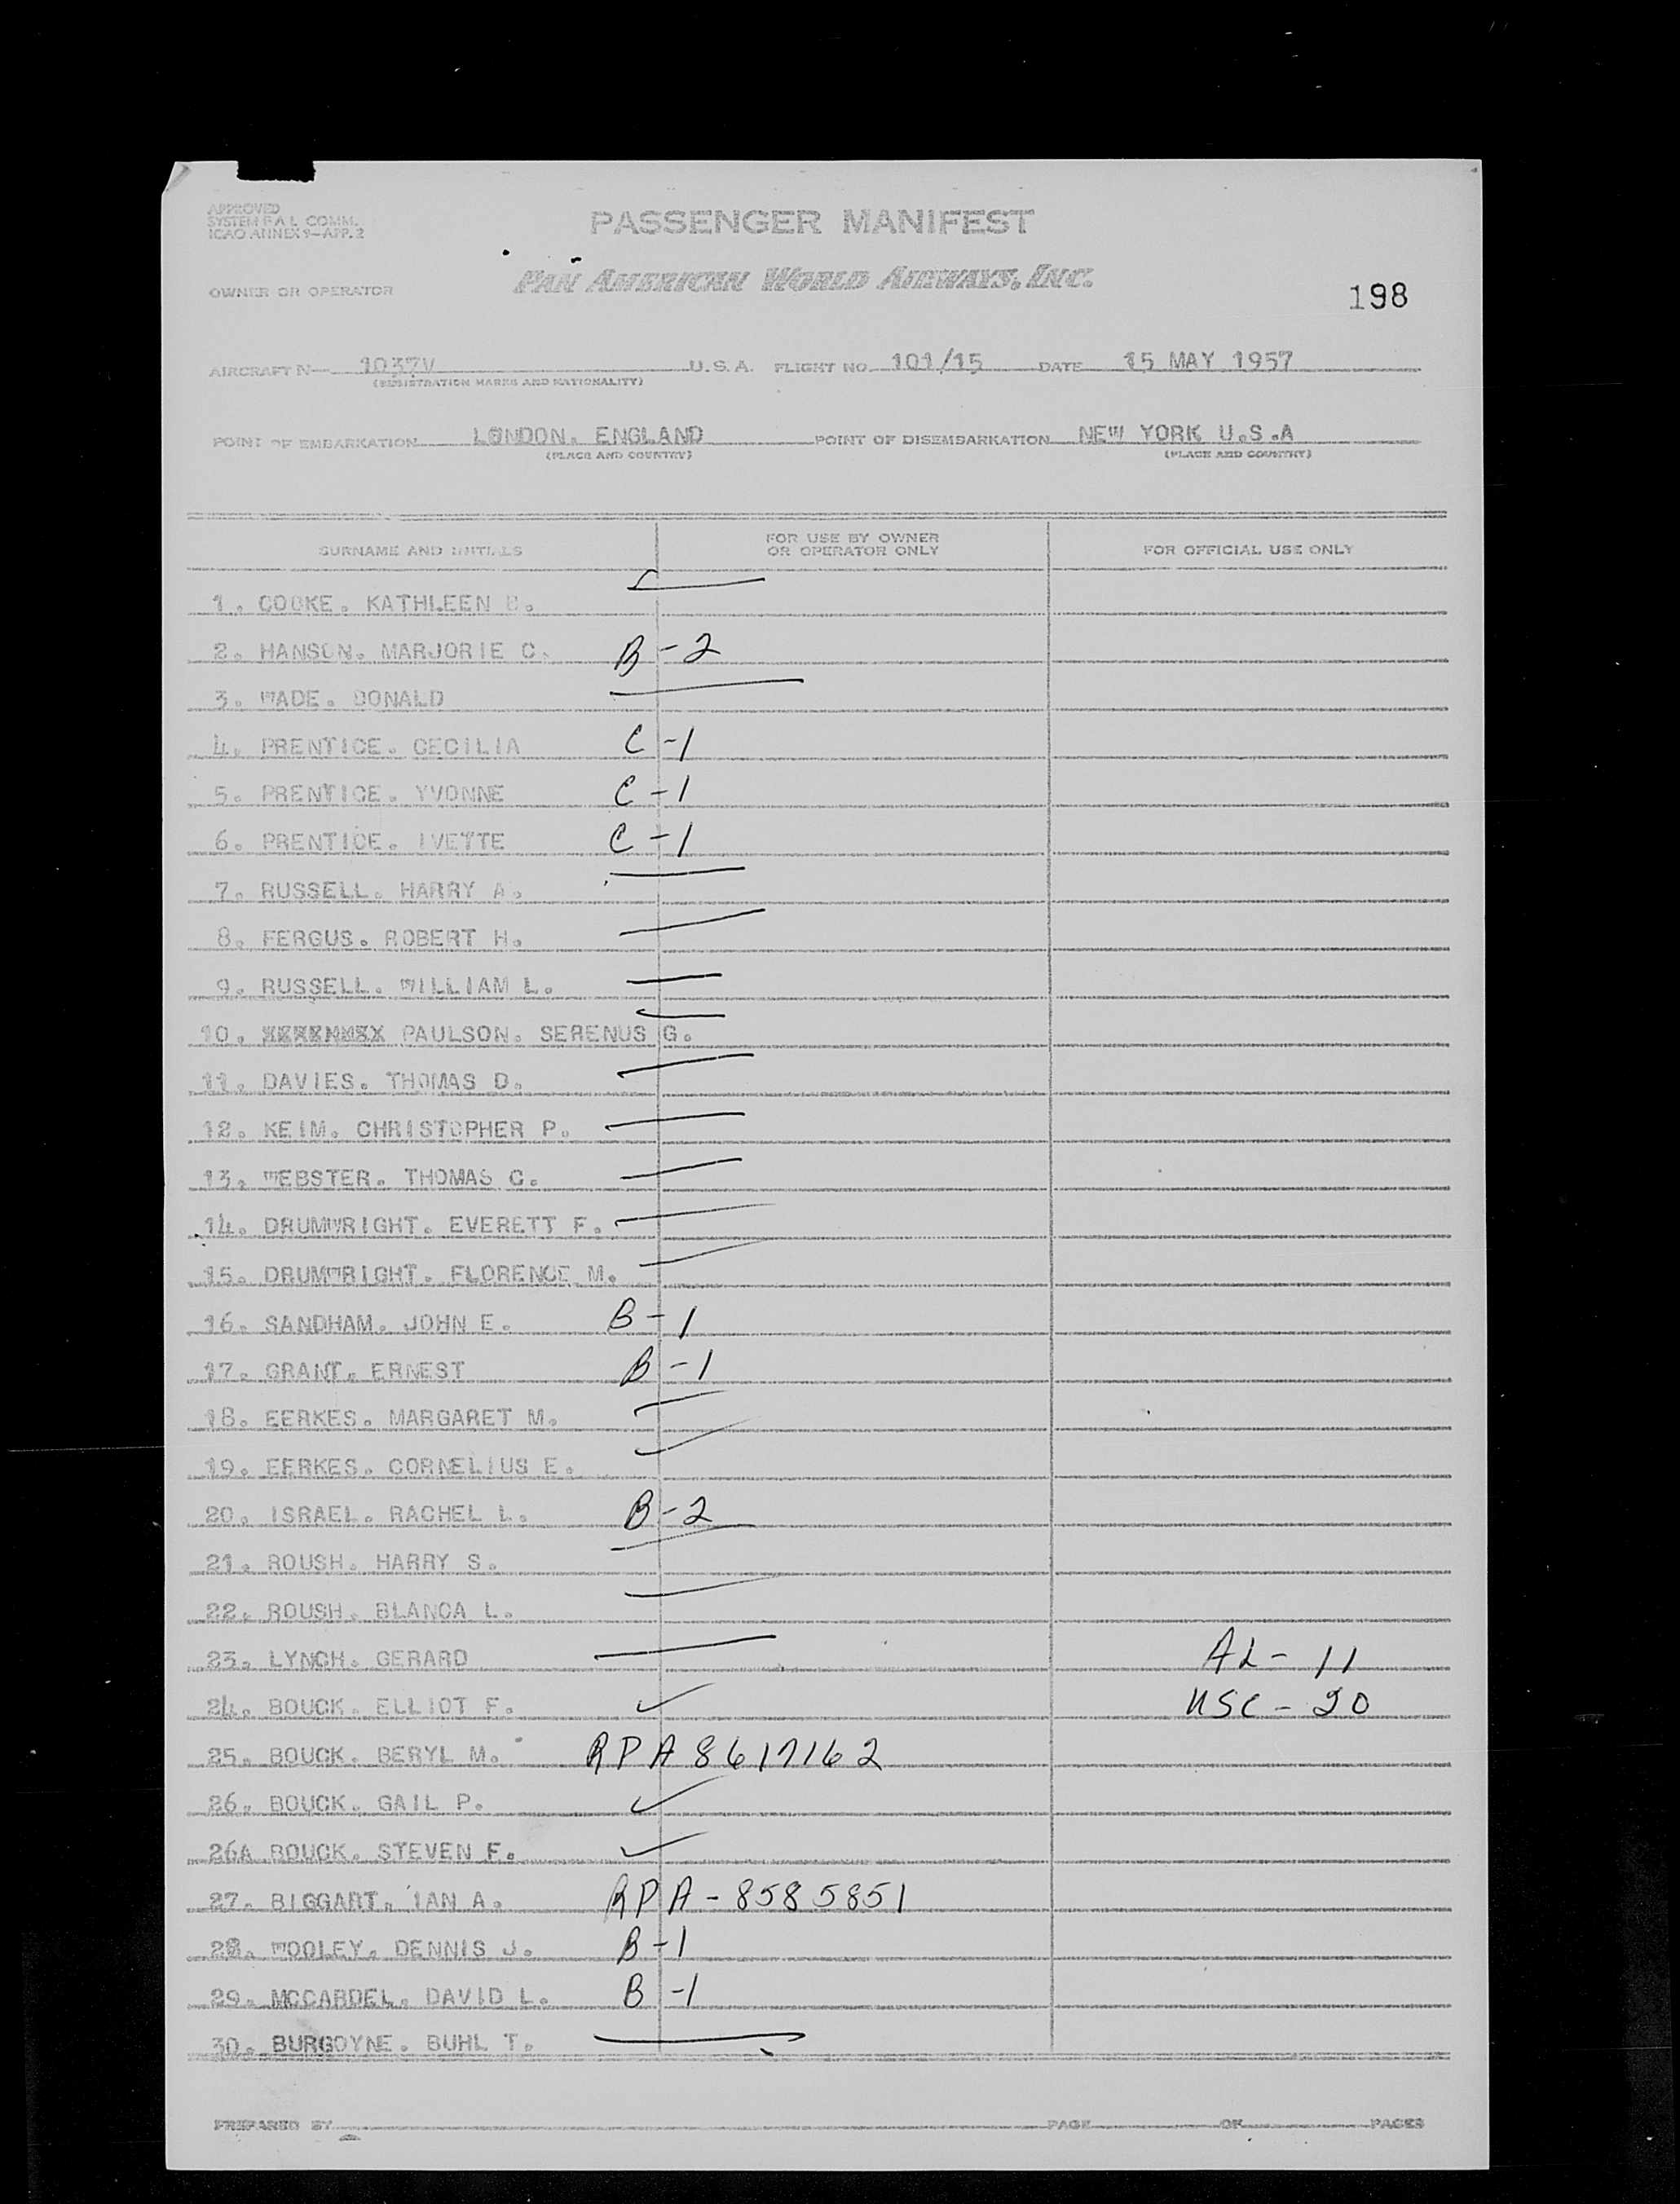 APPROVED
SYSTEM F A L COMM.
ICAO ANNEX 9—APP. 2
PASSENGER MANIFEST
OWNER OR OPERATOR
PAN AMERICAN WORLD AIRWAYS, INC.
198
AIRCRAFT N— 1037V U.S.A. FLIGHT NO. 101/15 DATE 15 MAY 1957
(REGISTRATION MARKS AND NATIONALITY)
POINT OF EMBARKATION LONDON. ENGLAND POINT OF DISEMBARKATION NEW YORK U.S.A
(PLACE AND COUNTRY) (PLACE AND COUNTRY)
SURNAME AND INITIALS FOR USE BY OWNER OR OPERATOR ONLY FOR OFFICIAL USE ONLY
1. COOKE. KATHLEEN
2. HANSON. MARJORIE C. B-2
3. WADE. DONALD
4. PRENTICE. CECILIA C-1
5. PRENTICE. YVONNE C-1
6. PRENTICE. IVETTE C-1
7. RUSSELL. HARRY A.
8. FERGUS. ROBERT H.
9. RUSSELL. WILLIAM L.
10. PAULSON. SERENUS G.
11. DAVIES. THOMAS D.
12. KEIM. CHRISTOPHER P.
13. WEBSTER. THOMAS C.
14. DRUMWRIGHT. EVERETT F.
15. DRUMWRIGHT. FLORENCE M.
16. SANDHAM. JOHN E. B-1
17. GRANT. ERNEST B-1
18. EERKES. MARGARET M.
19. EERKES. CORNELIUS E.
20. ISRAEL. RACHEL L. B-2
21. ROUSH. HARRY S.
22. ROUSH. BLANCA L.
23. LYNCH. GERARD AL- 11
24. BOUCK. ELLIOT F. ✓ USC- 20
25. BOUCK. BERYL M. RPA 8617162
26. BOUCK. GAIL P. ✓
26A BOUCK. STEVEN F. ✓
27. BIGGART. IAN A. RPA-8585851
28. WOOLEY. DENNIS J. B-1
29. MCCARDEL. DAVID L. B-1
30. BURGOYNE. BUHL T.
PREPARED BY PAGE OF PAGES